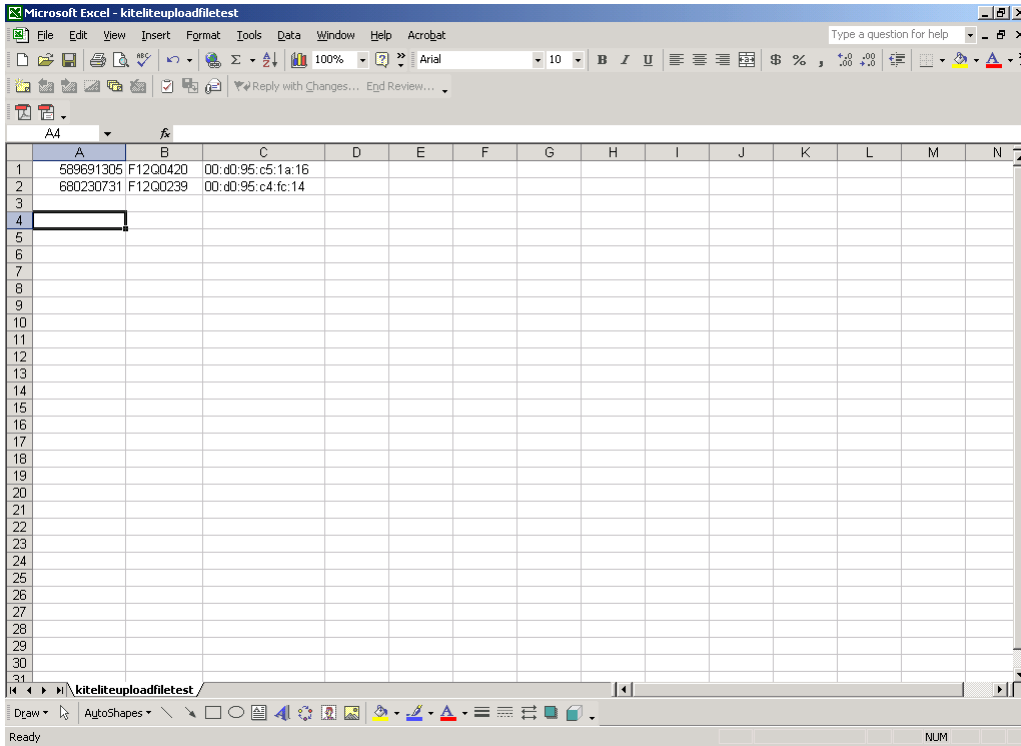 Microsoft Excel - kiteliteuploadfiletest
File Edit View Insert Format Tools Data Window Help Acrobat Type a question for help
100% Arial 10 B I U $ % ,
Reply with Changes... End Review...
A4 fx
A B C D E F G H I J K L M N
1 589691305 F12Q0420 00:d0:95:c5:1a:16
2 680230731 F12Q0239 00:d0:95:c4:fc:14
3
4
5
6
7
8
9
10
11
12
13
14
15
16
17
18
19
20
21
22
23
24
25
26
27
28
29
30
31
kiteliteuploadfiletest
Draw AutoShapes
Ready NUM